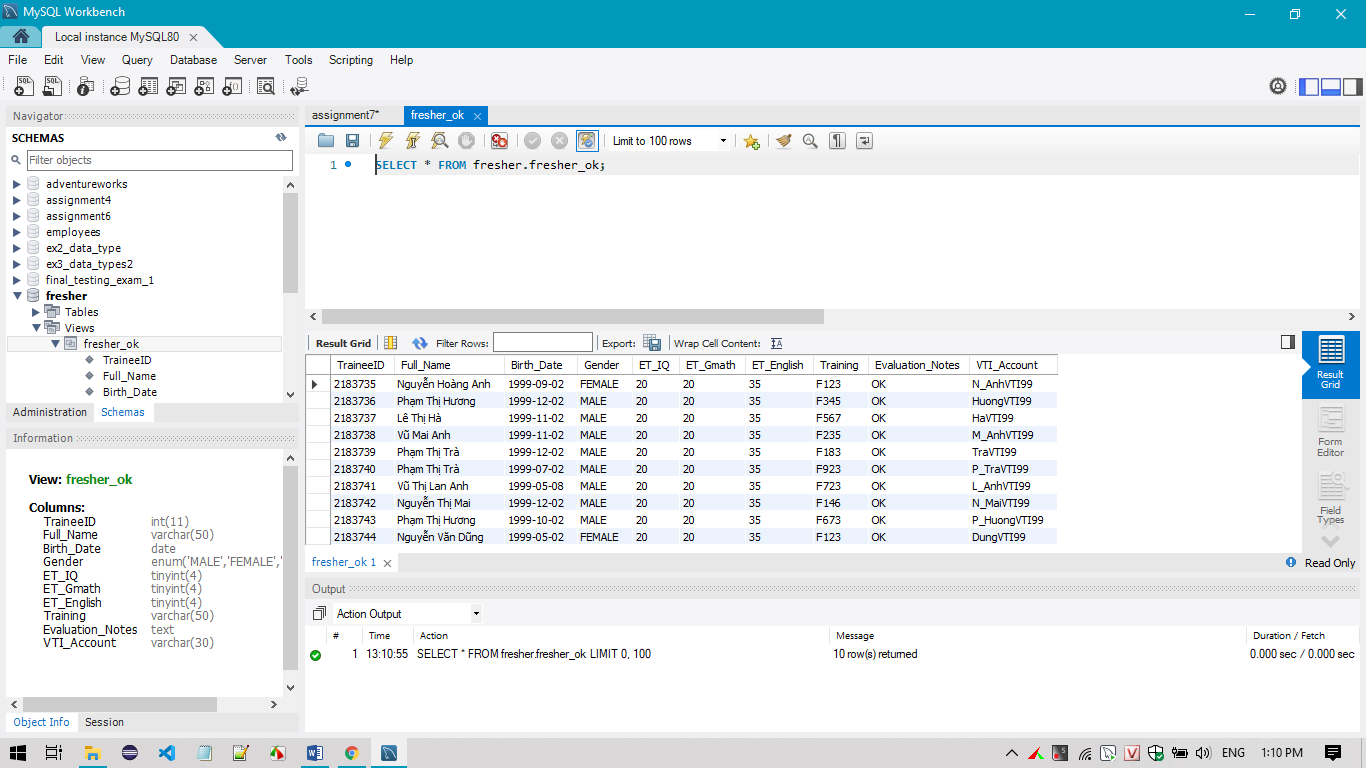 MySQL Workbench
Local instance MySQL80
File Edit View Query Database Server Tools Scripting Help
Navigator
SCHEMAS
Filter objects
adventureworks
assignment4
assignment6
employees
ex2_data_type
ex3_data_types2
final_testing_exam_1
fresher
Tables
Views
fresher_ok
TraineeID
Full_Name
Birth_Date
Administration Schemas
Information
View: fresher_ok
Columns:
TraineeID int(11)
Full_Name varchar(50)
Birth_Date date
Gender enum('MALE','FEMALE','
ET_IQ tinyint(4)
ET_Gmath tinyint(4)
ET_English tinyint(4)
Training varchar(50)
Evaluation_Notes text
VTI_Account varchar(30)
Object Info Session
assignment7* fresher_ok
Limit to 100 rows
1 SELECT * FROM fresher.fresher_ok;
Result Grid Filter Rows: Export: Wrap Cell Content: IA
TraineeID Full_Name Birth_Date Gender ET_IQ ET_Gmath ET_English Training Evaluation_Notes VTI_Account
2183735 Nguyễn Hoàng Anh 1999-09-02 FEMALE 20 20 35 F123 OK N_AnhVTI99
2183736 Phạm Thị Hương 1999-12-02 MALE 20 20 35 F345 OK HuongVTI99
2183737 Lê Thị Hà 1999-11-02 MALE 20 20 35 F567 OK HaVTI99
2183738 Vũ Mai Anh 1999-11-02 MALE 20 20 35 F235 OK M_AnhVTI99
2183739 Phạm Thị Trà 1999-12-02 MALE 20 20 35 F183 OK TraVTI99
2183740 Phạm Thị Trà 1999-07-02 MALE 20 20 35 F923 OK P_TraVTI99
2183741 Vũ Thị Lan Anh 1999-05-08 MALE 20 20 35 F723 OK L_AnhVTI99
2183742 Nguyễn Thị Mai 1999-12-02 MALE 20 20 35 F146 OK N_MaiVTI99
2183743 Phạm Thị Hương 1999-10-02 MALE 20 20 35 F673 OK P_HuongVTI99
2183744 Nguyễn Văn Dũng 1999-05-02 FEMALE 20 20 35 F123 OK DungVTI99
Result
Grid
Form
Editor
Field
Types
fresher_ok 1
Read Only
Output
Action Output
# Time Action Message Duration / Fetch
1 13:10:55 SELECT * FROM fresher.fresher_ok LIMIT 0, 100 10 row(s) returned 0.000 sec / 0.000 sec
ENG 1:10 PM